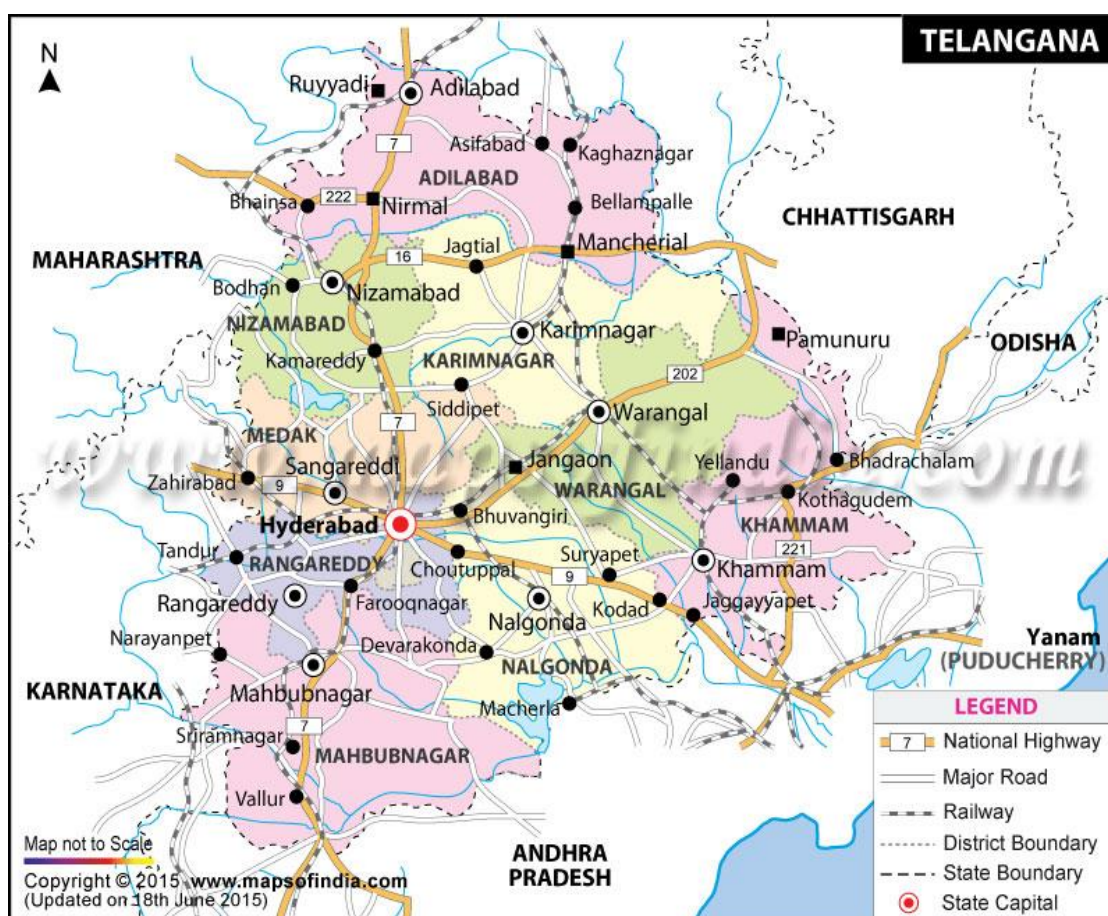 TELANGANA
N
Ruyyadi
Adilabad
7
Asifabad
Kaghaznagar
ADILABAD
222
Bhainsa
Nirmal
Bellampalle
CHHATTISGARH
Mancherial
MAHARASHTRA
16
Jagtial
Bodhan
Nizamabad
NIZAMABAD
Karimnagar
Pamunuru
ODISHA
Kamareddy
KARIMNAGAR
202
Siddipet
Warangal
7
MEDAK
www.mapsofindia.com
Sangareddi
Jangaon
Yellandu
Bhadrachalam
Zahirabad
9
WARANGAL
Kothagudem
Hyderabad
Bhuvangiri
KHAMMAM
Tandur
RANGAREDDY
Choutuppal
Suryapet
221
Khammam
9
Rangareddy
Farooqnagar
Nalgonda
Kodad
Jaggayyapet
Narayanpet
Devarakonda
NALGONDA
Yanam
(PUDUCHERRY)
KARNATAKA
Mahbubnagar
Macherla
7
Sriramnagar
MAHBUBNAGAR
Vallur
ANDHRA
PRADESH
LEGEND
7 National Highway
Major Road
Railway
District Boundary
State Boundary
State Capital
Map not to Scale
Copyright © 2015 www.mapsofindia.com
(Updated on 18th June 2015)